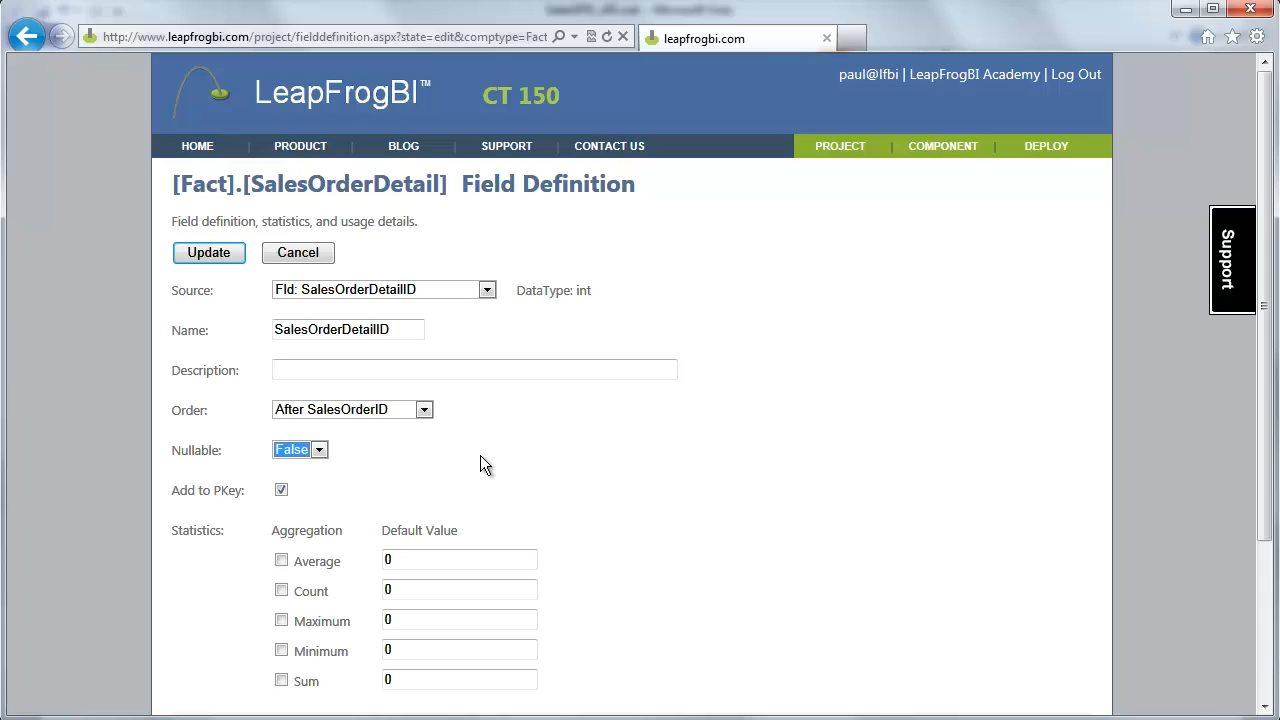 http://www.leapfrogbi.com/project/fielddefinition.aspx?state=edit&comptype=Fact
leapfrogbi.com
LeapFrogBI™
CT 150
paul@lfbi | LeapFrogBI Academy | Log Out
HOME | PRODUCT | BLOG | SUPPORT | CONTACT US
PROJECT | COMPONENT | DEPLOY
[Fact].[SalesOrderDetail] Field Definition
Field definition, statistics, and usage details.
Update Cancel
Source: Fld: SalesOrderDetailID DataType: int
Name: SalesOrderDetailID
Description:
Order: After SalesOrderID
Nullable: False
Add to PKey:
Statistics: Aggregation Default Value
Average 0
Count 0
Maximum 0
Minimum 0
Sum 0
Support